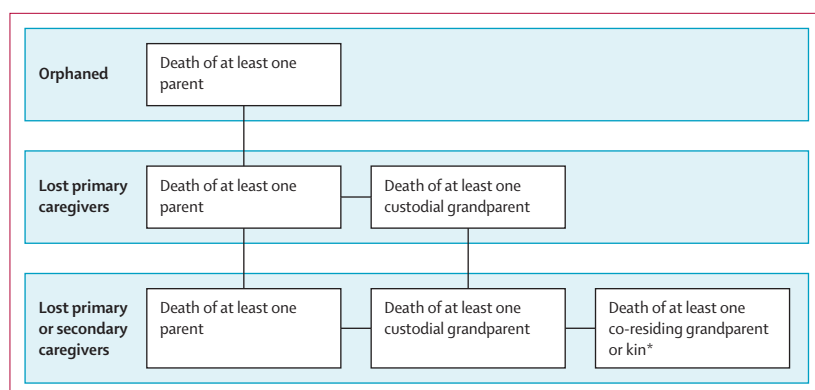 Orphaned
Death of at least one
parent
Lost primary
caregivers
Death of at least one
parent
Death of at least one
custodial grandparent
Lost primary
or secondary
caregivers
Death of at least one
parent
Death of at least one
custodial grandparent
Death of at least one
co-residing grandparent
or kin*